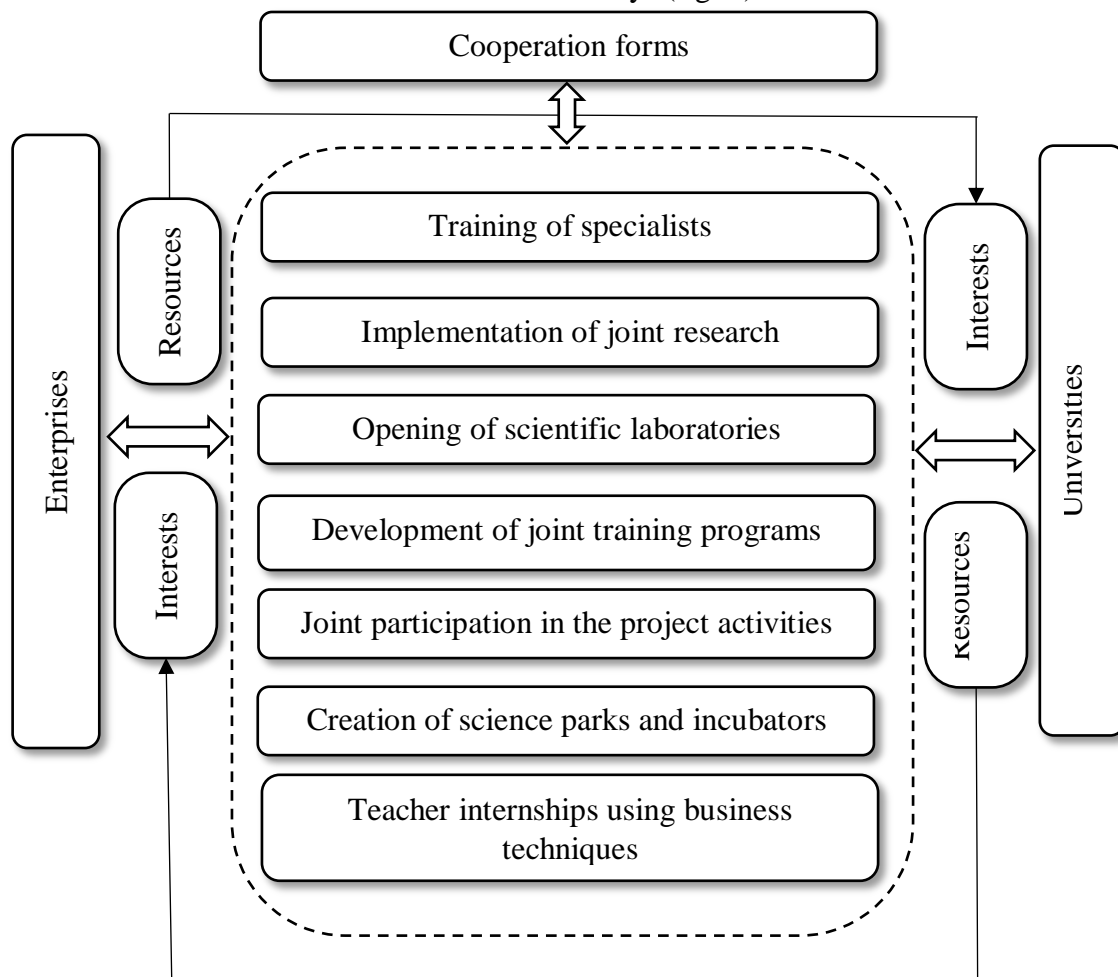 Cooperation forms
Enterprises
Resources
Interests
Training of specialists
Implementation of joint research
Opening of scientific laboratories
Development of joint training programs
Joint participation in the project activities
Creation of science parks and incubators
Teacher internships using business
techniques
Interests
Resources
Universities